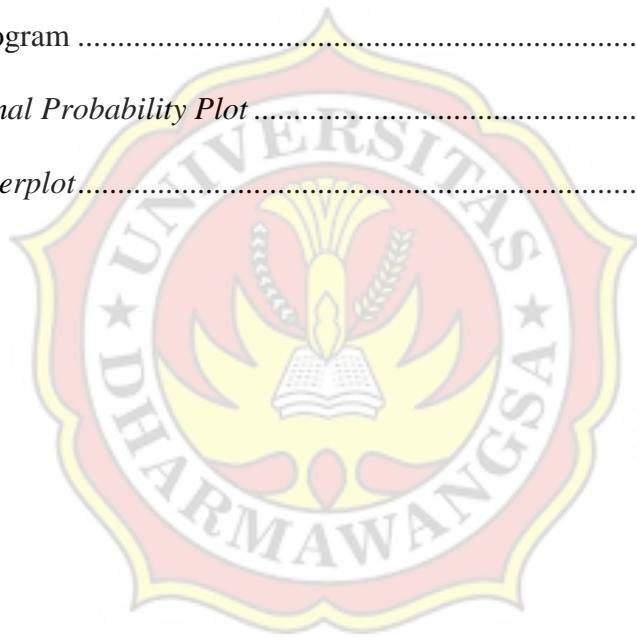 ogram ................................................................
nal Probability Plot ................................................
erplot................................................................
UNIVERSITAS
★ DHARMAWANGSA ★